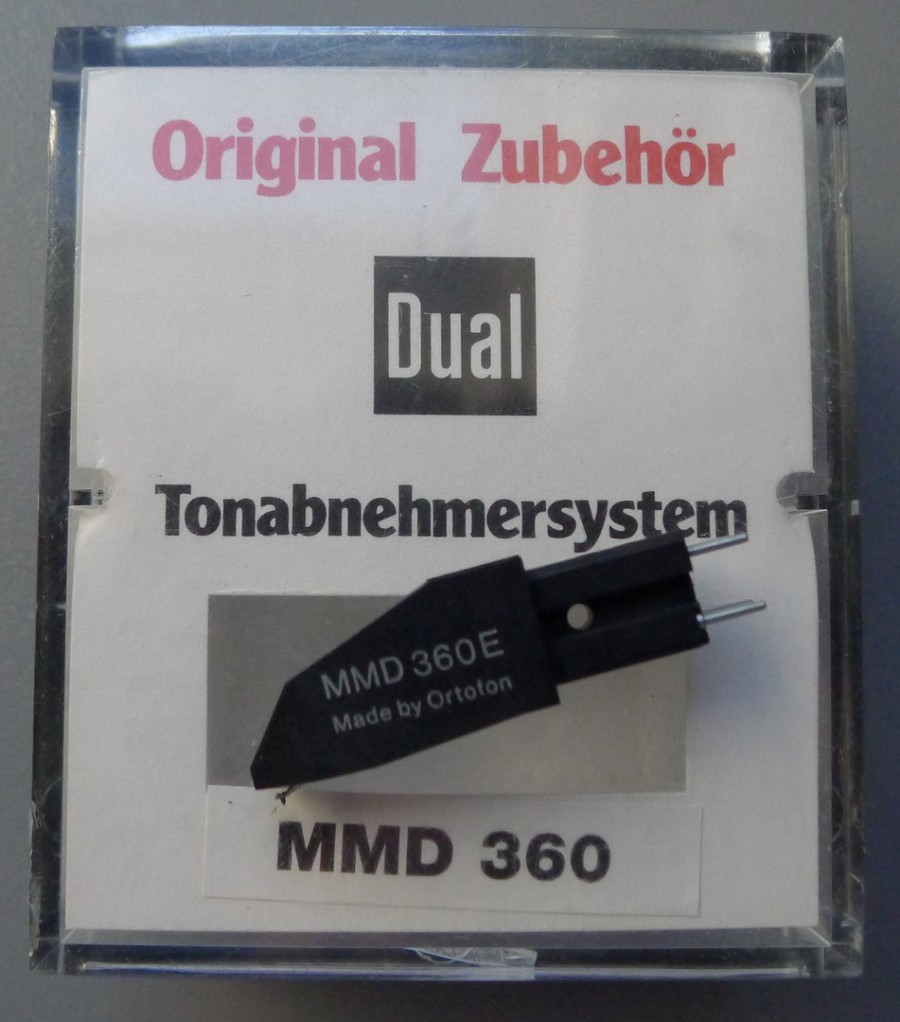 Original Zubehör
Dual
Tonabnehmersystem
MMD 360E
Made by Ortofon
MMD 360